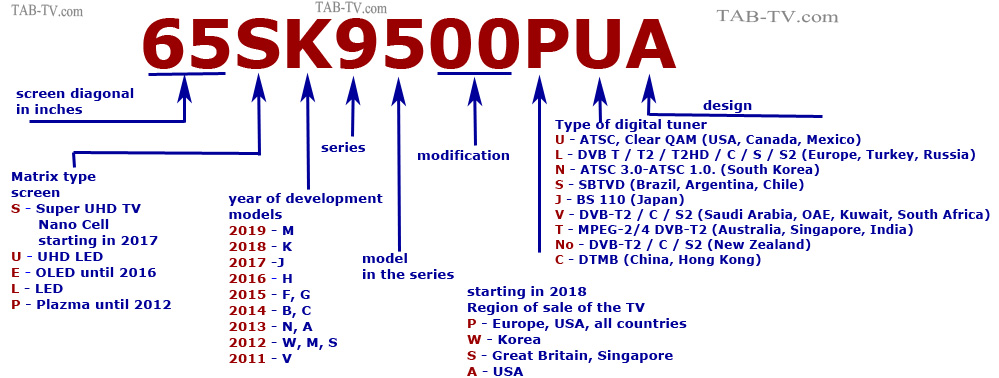 TAB-TV.com
TAB-TV.com
TAB-TV.com
65SK9500PUA
screen diagonal
in inches
series
modification
design
Matrix type
screen
S - Super UHD TV
Nano Cell
starting in 2017
U - UHD LED
E - OLED until 2016
L - LED
P - Plazma until 2012
year of development
models
2019 - M
2018 - K
2017 -J
2016 - H
2015 - F, G
2014 - B, C
2013 - N, A
2012 - W, M, S
2011 - V
model
in the series
Type of digital tuner
U - ATSC, Clear QAM (USA, Canada, Mexico)
L - DVB T / T2 / T2HD / C / S / S2 (Europe, Turkey, Russia)
N - ATSC 3.0-ATSC 1.0. (South Korea)
S - SBTVD (Brazil, Argentina, Chile)
J - BS 110 (Japan)
V - DVB-T2 / C / S2 (Saudi Arabia, OAE, Kuwait, South Africa)
T - MPEG-2/4 DVB-T2 (Australia, Singapore, India)
No - DVB-T2 / C / S2 (New Zealand)
C - DTMB (China, Hong Kong)
starting in 2018
Region of sale of the TV
P - Europe, USA, all countries
W - Korea
S - Great Britain, Singapore
A - USA